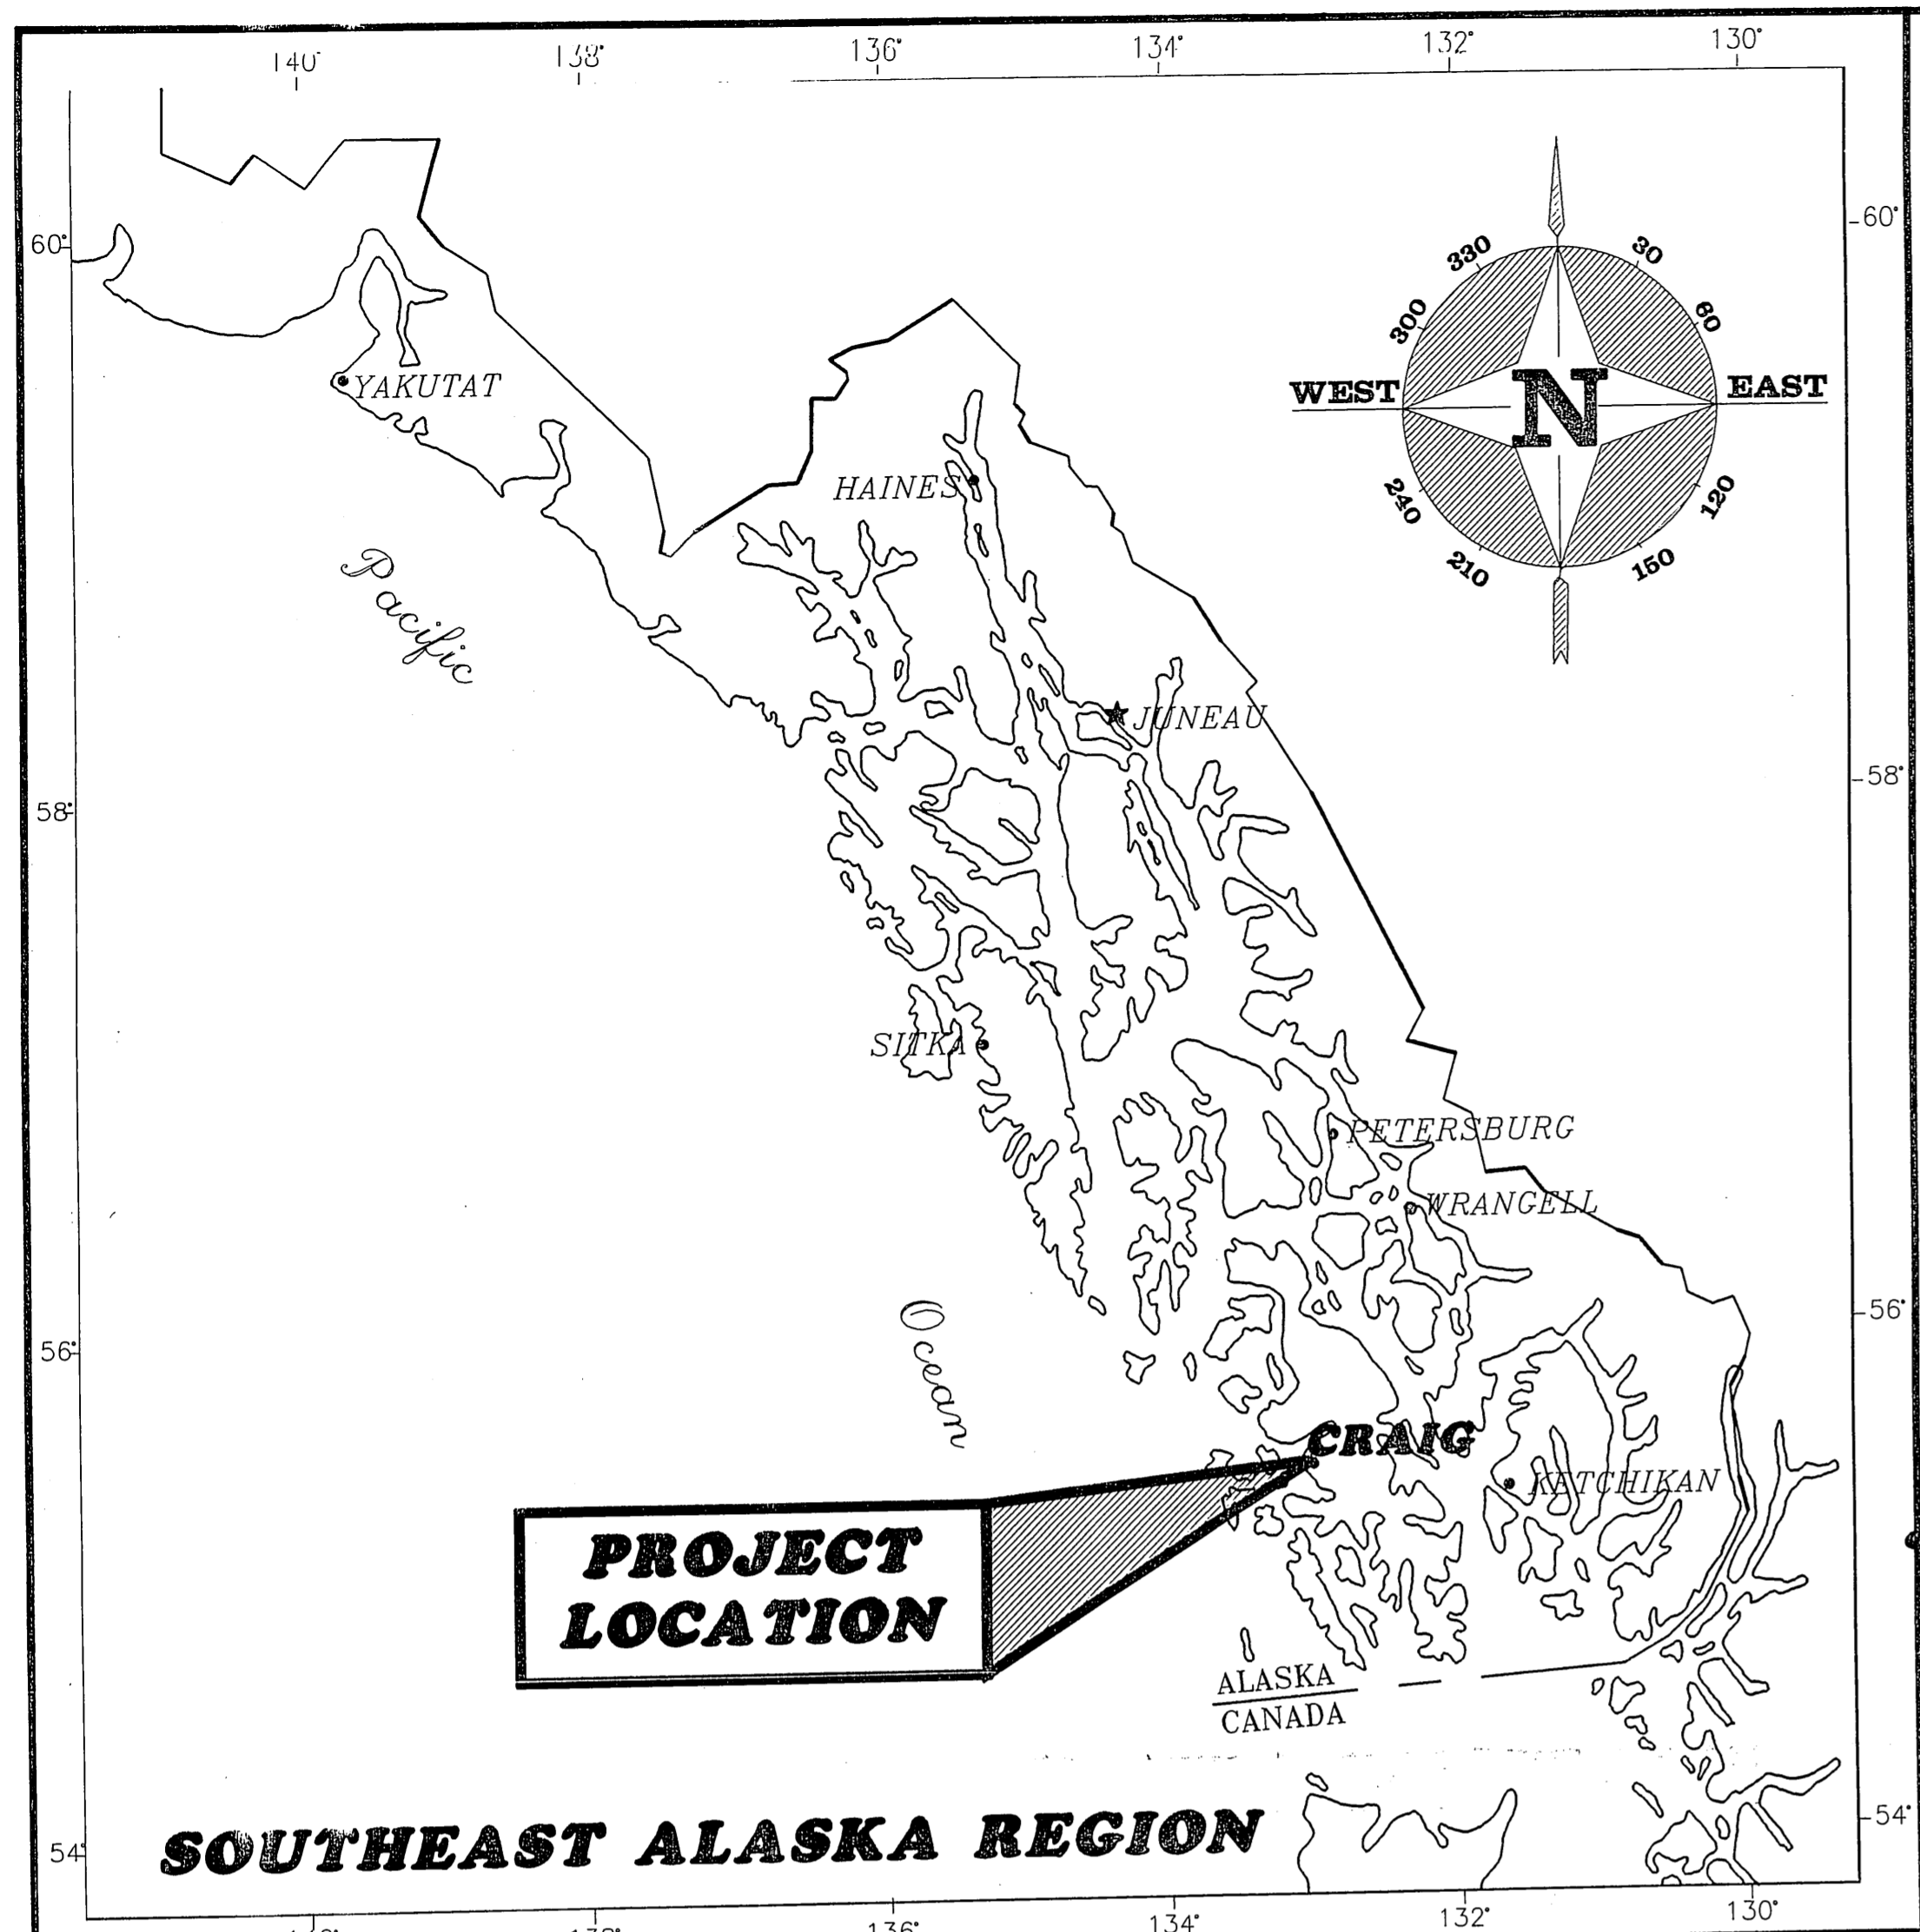 140° 138° 136° 134° 132° 130°
60° 60°
330 30
300 60
WEST N EAST
240 120
210 150
YAKUTAT
HAINES
Pacific
JUNEAU
58° 58°
SITKA
PETERSBURG
WRANGELL
56° 56°
Ocean
CRAIG
KETCHIKAN
PROJECT
LOCATION
ALASKA
CANADA
54° 54°
SOUTHEAST ALASKA REGION
136° 134° 132° 130°